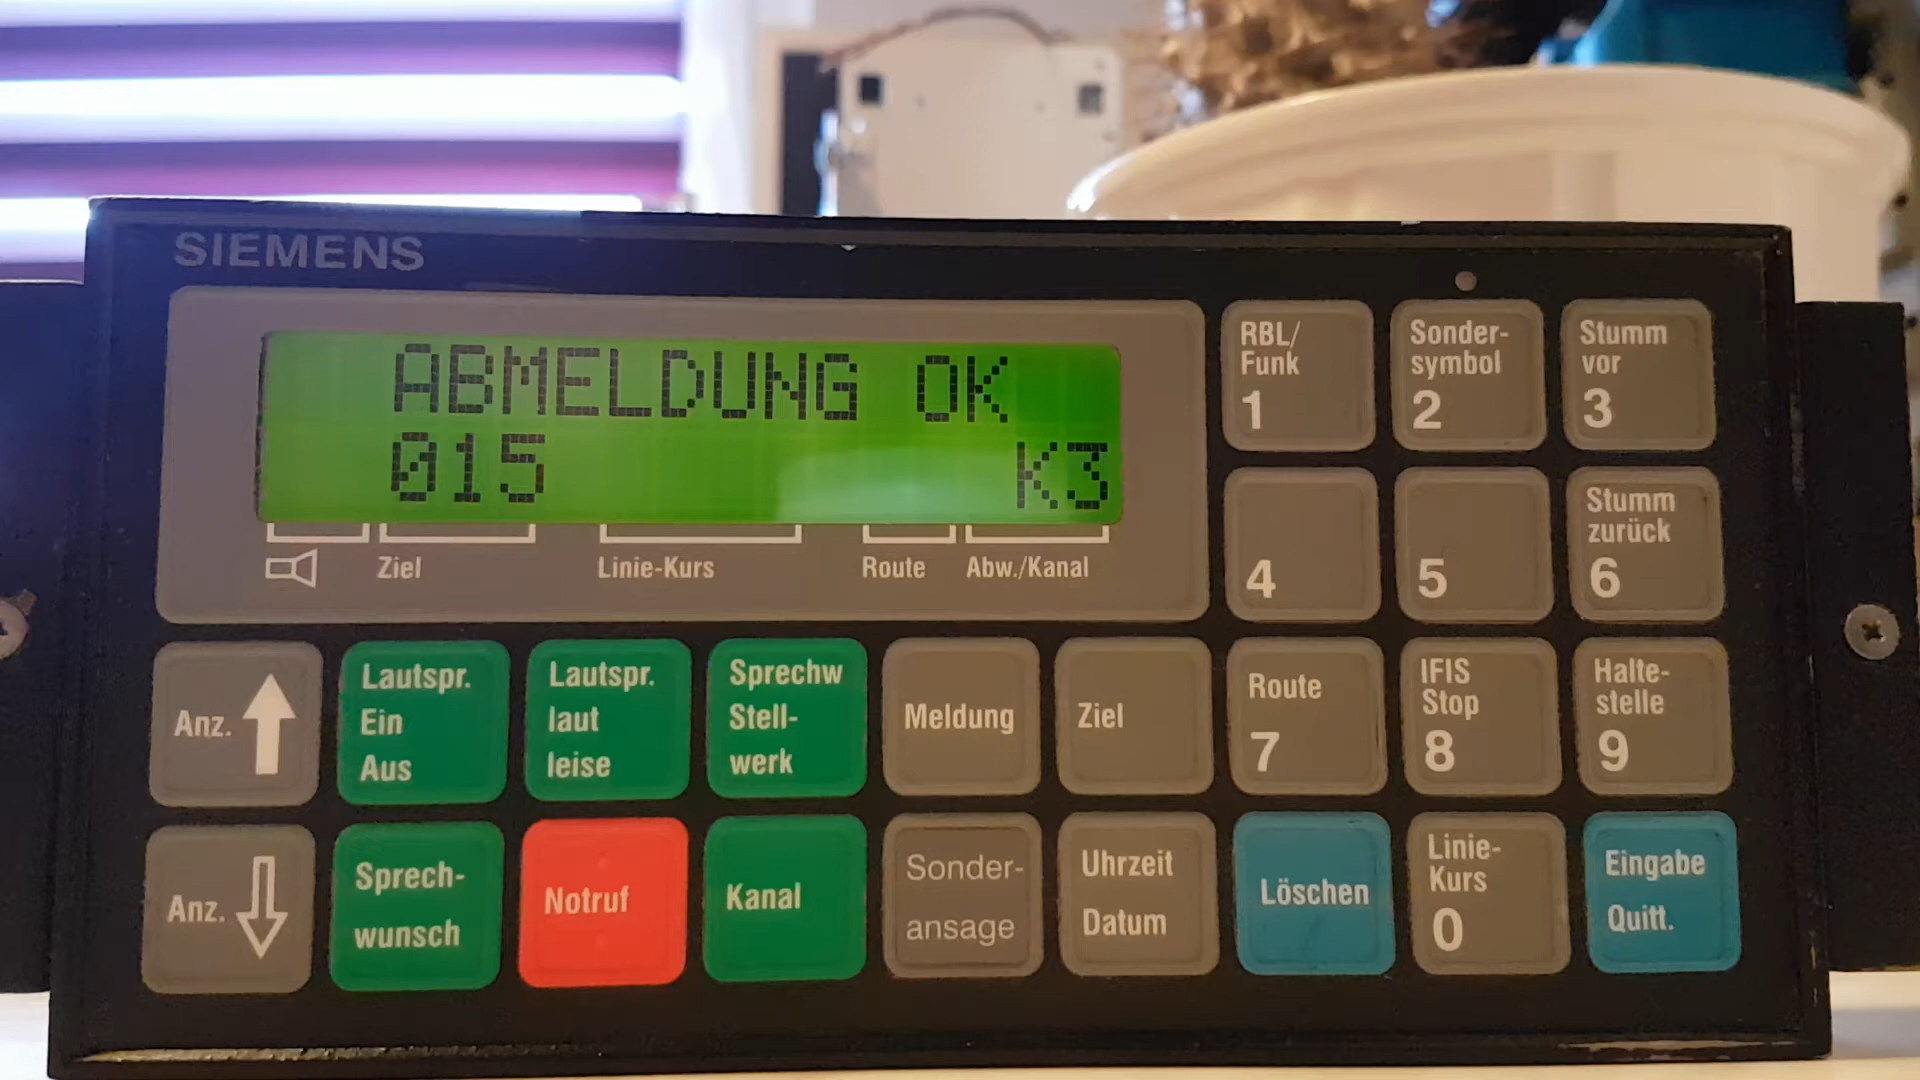 SIEMENS
ABMELDUNG OK
015 K3
Ziel Linie-Kurs Route Abw./Kanal
RBL/
Funk
1
Sonder-
symbol
2
Stumm
vor
3
4
5
Stumm
zurück
6
Anz.
Lautspr.
Ein
Aus
Lautspr.
laut
leise
Sprechw
Stell-
werk
Meldung
Ziel
Route
7
IFIS
Stop
8
Halte-
stelle
9
Anz.
Sprech-
wunsch
Notruf
Kanal
Sonder-
ansage
Uhrzeit
Datum
Löschen
Linie-
Kurs
0
Eingabe
Quitt.